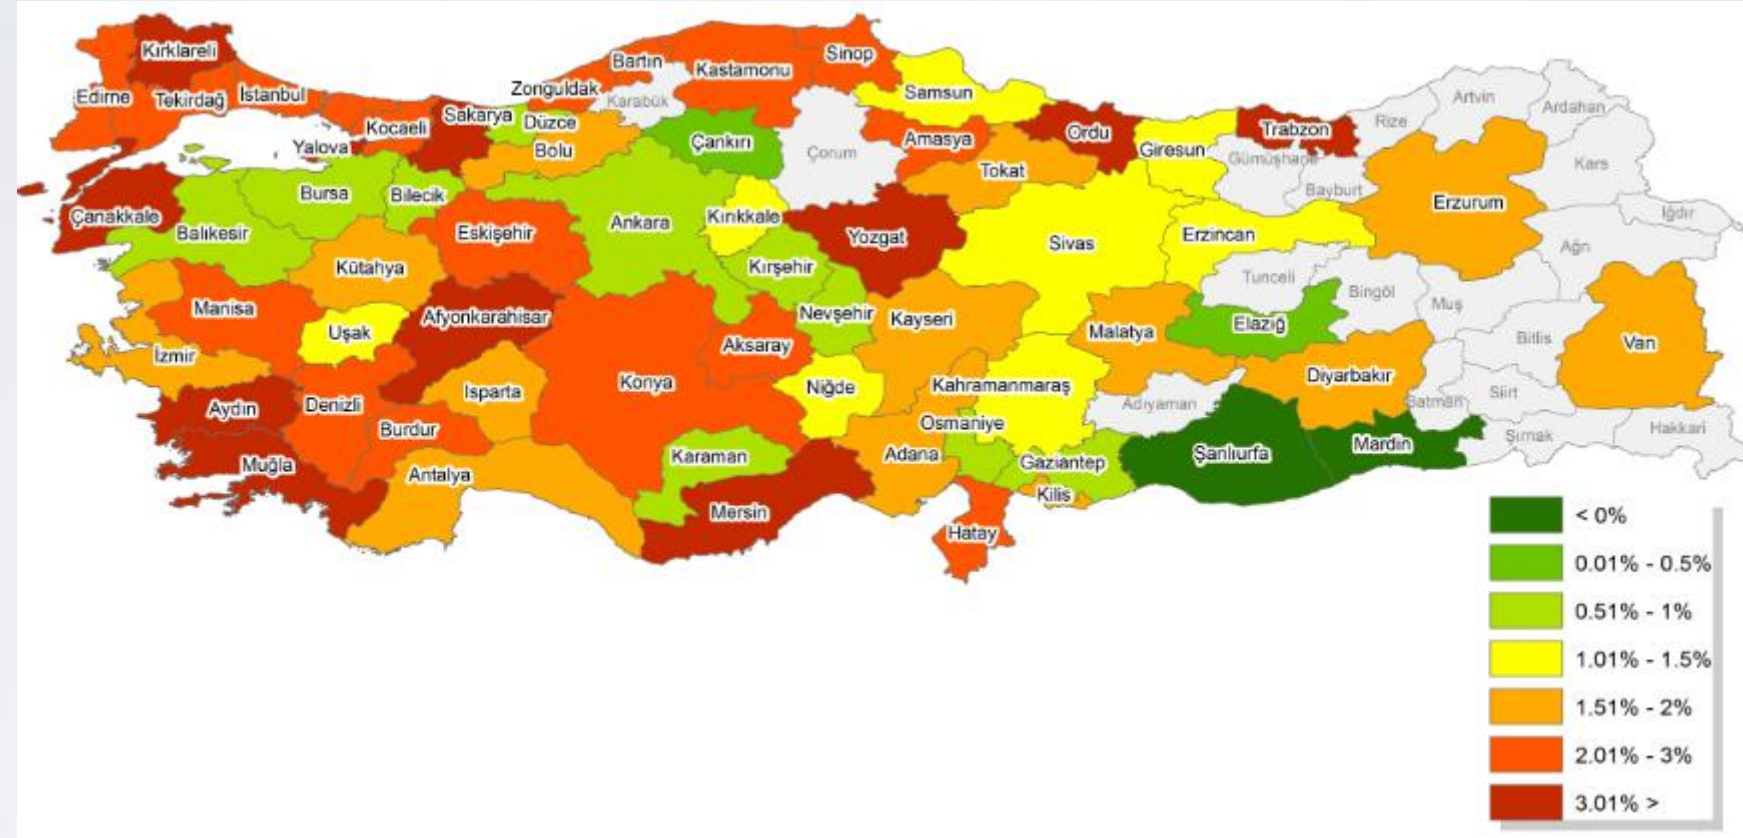 Kırklareli
Edirne
Tekirdağ
İstanbul
Kocaeli
Yalova
Sakarya
Düzce
Bolu
Zonguldak
Bartın
Karabük
Kastamonu
Sinop
Çankırı
Çorum
Samsun
Amasya
Tokat
Ordu
Giresun
Trabzon
Gümüşhane
Bayburt
Rize
Artvin
Ardahan
Kars
Iğdır
Ağrı
Erzurum
Erzincan
Sivas
Yozgat
Kırıkkale
Ankara
Kırşehir
Nevşehir
Kayseri
Eskişehir
Bilecik
Bursa
Balıkesir
Çanakkale
Kütahya
Manisa
Uşak
Afyonkarahisar
İzmir
Aydın
Denizli
Isparta
Burdur
Muğla
Antalya
Konya
Aksaray
Niğde
Karaman
Mersin
Adana
Osmaniye
Kahramanmaraş
Gaziantep
Kilis
Hatay
Malatya
Adıyaman
Şanlıurfa
Elazığ
Tunceli
Bingöl
Muş
Bitlis
Van
Diyarbakır
Batman
Siirt
Mardin
Şırnak
Hakkari
< 0%
0.01% - 0.5%
0.51% - 1%
1.01% - 1.5%
1.51% - 2%
2.01% - 3%
3.01% >